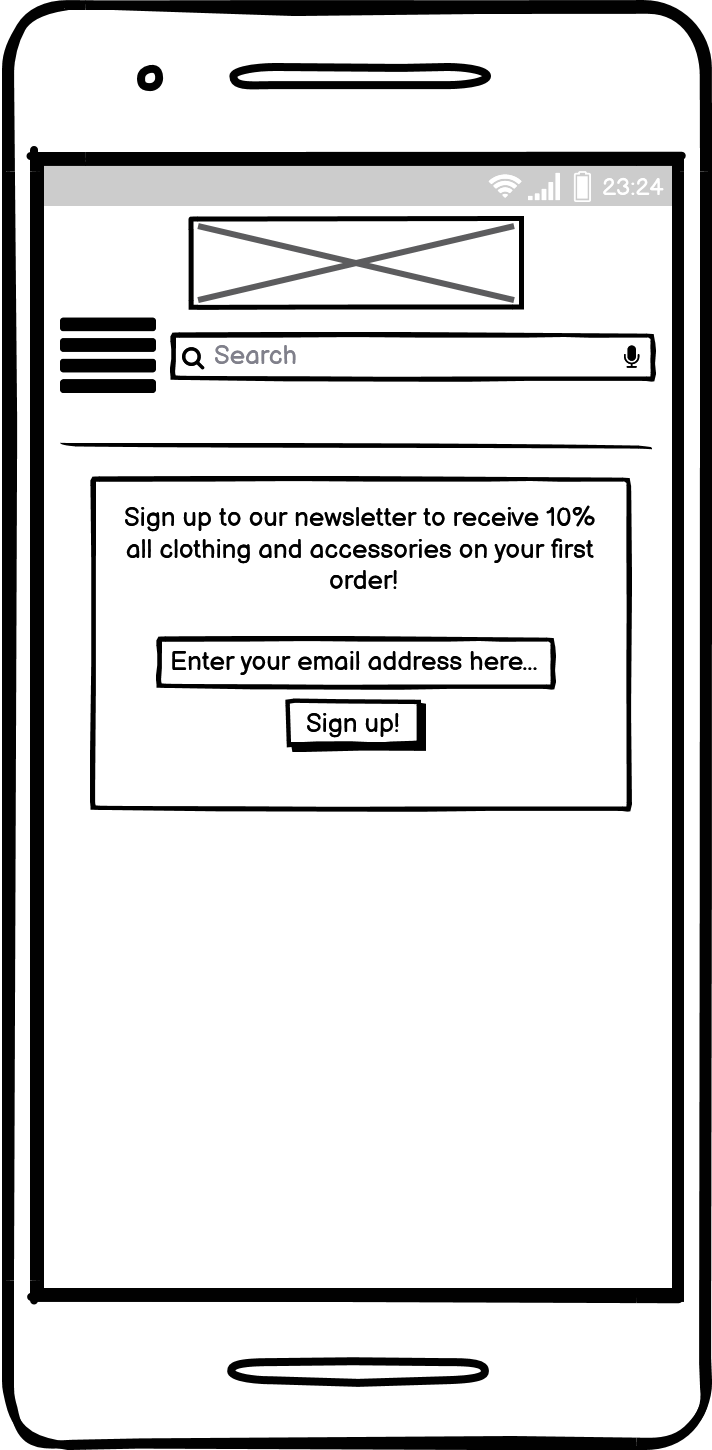 23:24
Search
Sign up to our newsletter to receive 10%
all clothing and accessories on your first
order!
Enter your email address here...
Sign up!